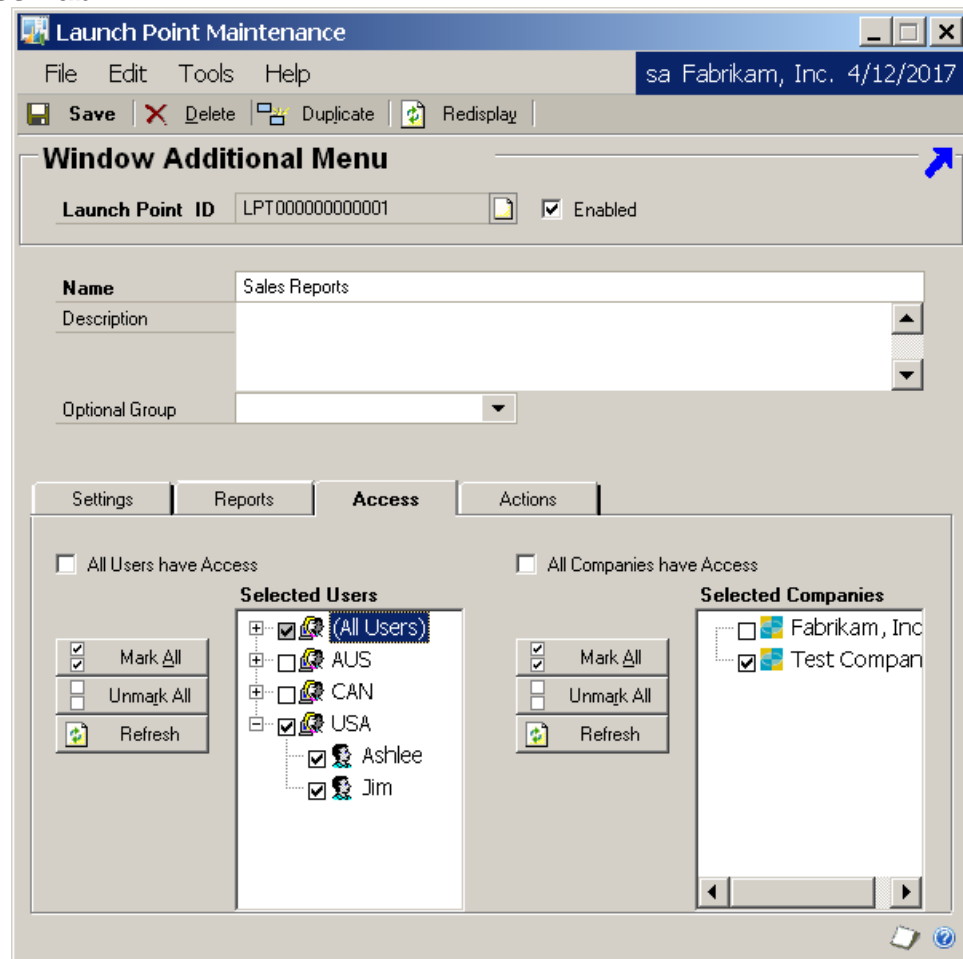 Launch Point Maintenance
File Edit Tools Help sa Fabrikam, Inc. 4/12/2017
Save Delete Duplicate Redisplay
Window Additional Menu
Launch Point ID LPT000000000001 Enabled
Name Sales Reports
Description
Optional Group
Settings Reports Access Actions
All Users have Access All Companies have Access
Selected Users Selected Companies
(All Users) Fabrikam, Inc
Mark All AUS Mark All Test Compan
Unmark All CAN Unmark All
Refresh USA Refresh
Ashlee
Jim